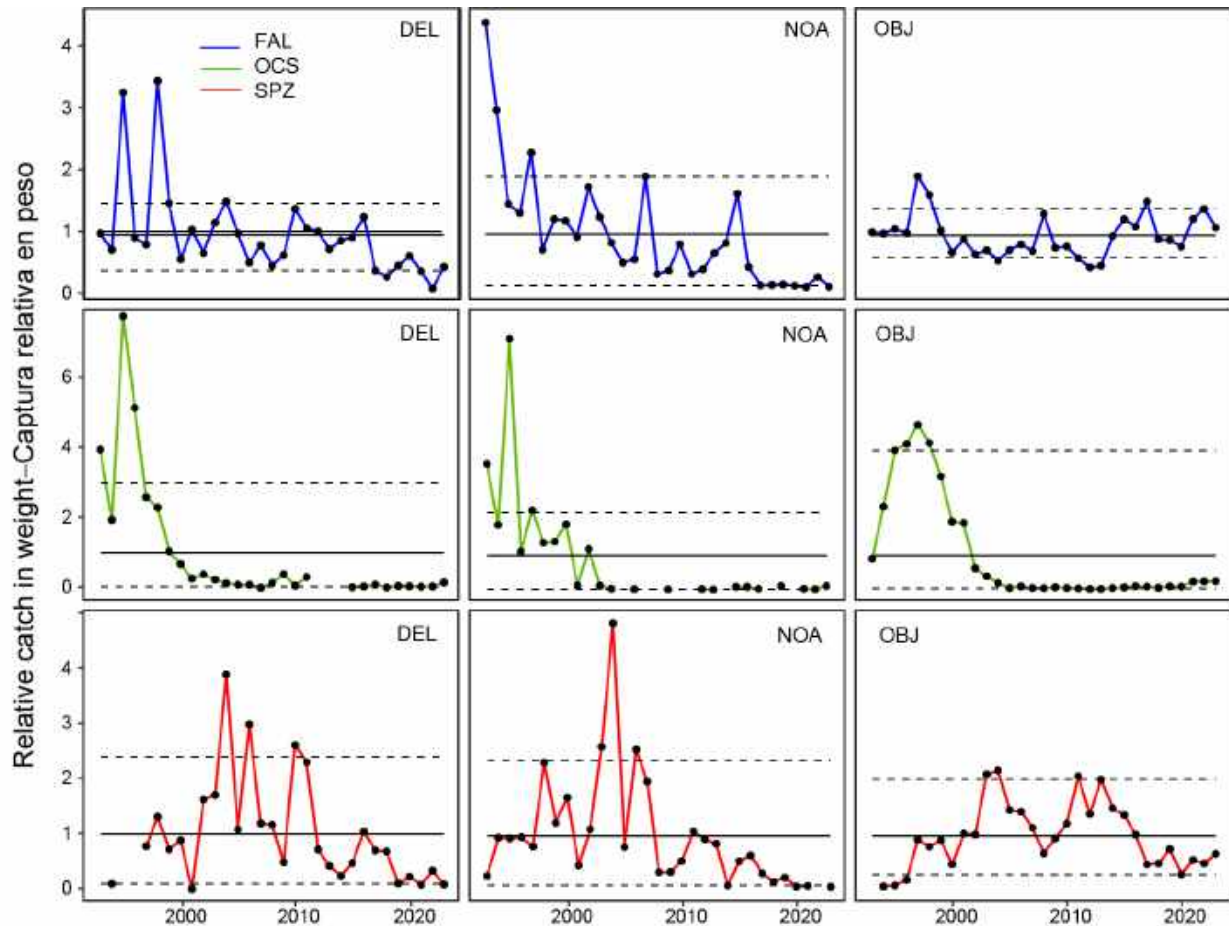 Relative catch in weight–Captura relativa en peso
DEL
NOA
OBJ
FAL
OCS
SPZ
4
3
2
1
0
DEL
NOA
OBJ
6
4
2
0
DEL
NOA
OBJ
4
3
2
1
0
2000
2010
2020
2000
2010
2020
2000
2010
2020